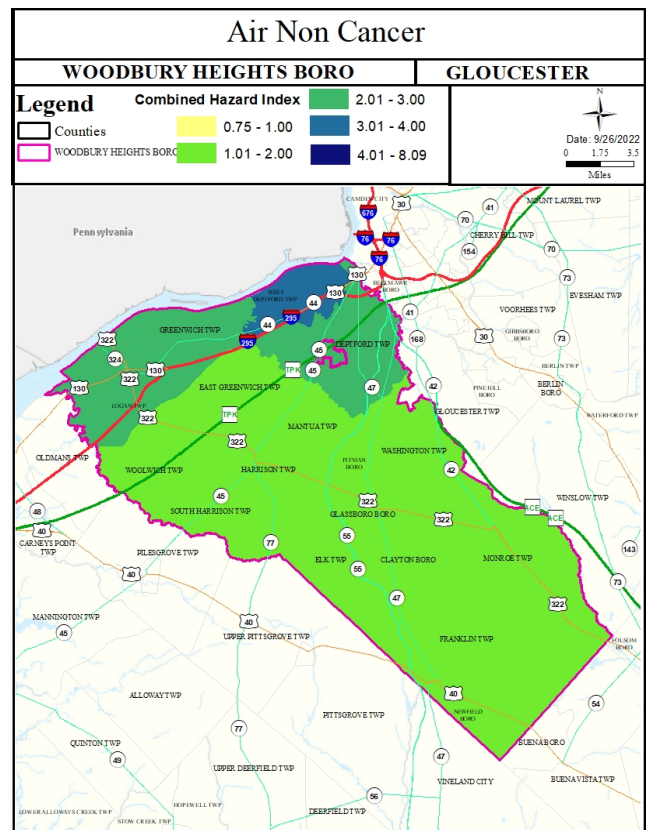 Air Non Cancer
WOODBURY HEIGHTS BORO
GLOUCESTER
Legend
Counties
WOODBURY HEIGHTS BORO
Combined Hazard Index
0.75 - 1.00
1.01 - 2.00
2.01 - 3.00
3.01 - 4.00
4.01 - 8.09
N
Date: 9/26/2022
0 1.75 3.5
Miles
CAMDEN CITY
30
41
MOUNT LAUREL TWP
676
70
Pennsylvania
76
76
CHERRY HILL TWP
154
70
76
130
BELLMAWR
BORO
73
WEST
DEPTFORD TWP
44
130
EVESHAM TWP
295
41
VOORHEES TWP
GREENWICH TWP
44
GIBBSBORO
BORO
322
295
45
DEPTFORD TWP
168
30
73
324
TPK
45
BERLIN TWP
322
130
130
EAST GREENWICH TWP
47
42
PINE HILL
BORO
BERLIN
BORO
LOGAN TWP
322
TPK
GLOUCESTER TWP
WATERFORD TWP
MANTUA TWP
322
OLDMANS TWP
WOOLWICH TWP
HARRISON TWP
PITMAN
BORO
WASHINGTON TWP
42
45
322
WINSLOW TWP
48
SOUTH HARRISON TWP
GLASSBORO BORO
322
ACE
ACE
40
CARNEYS POINT
TWP
PILESGROVE TWP
77
55
143
40
ELK TWP
55
CLAYTON BORO
MONROE TWP
73
47
322
MANNINGTON TWP
45
40
UPPER PITTSGROVE TWP
FRANKLIN TWP
FOLSOM
BORO
ALLOWAY TWP
40
54
PITTSGROVE TWP
NEWFIELD
BORO
77
QUINTON TWP
BUENA BORO
49
UPPER DEERFIELD TWP
47
VINELAND CITY
BUENA VISTA TWP
56
HOPEWELL TWP
LOWER ALLOWAYS CREEK TWP
DEERFIELD TWP
STOW CREEK TWP